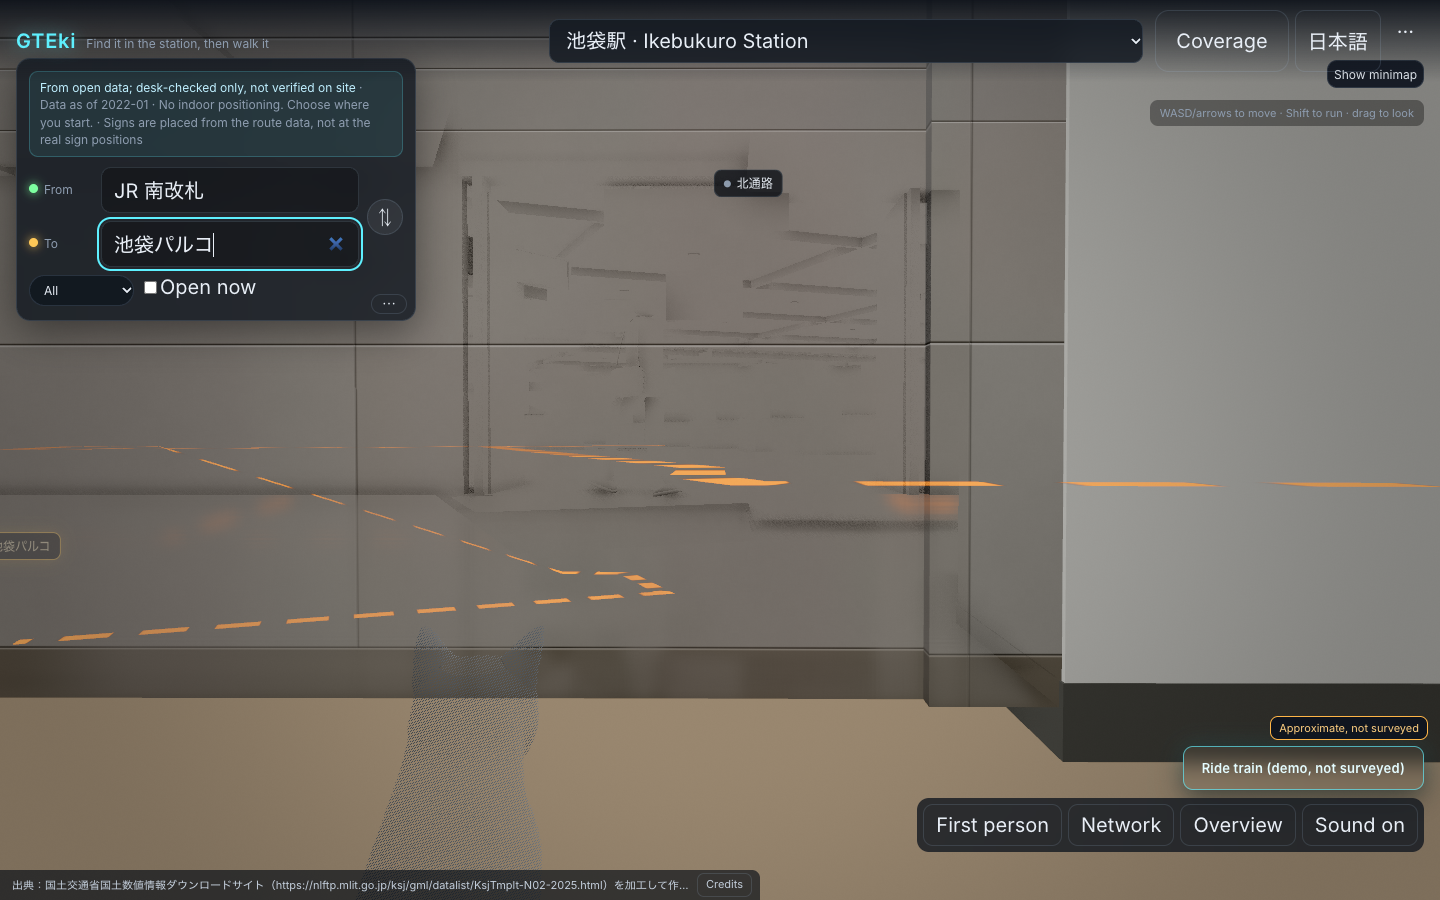 GTEki Find it in the station, then walk it
池袋駅 · Ikebukuro Station
Coverage
日本語
...
Show minimap
WASD/arrows to move · Shift to run · drag to look
From open data; desk-checked only, not verified on site ·
Data as of 2022-01 · No indoor positioning. Choose where
you start. · Signs are placed from the route data, not at the
real sign positions
From
JR 南改札
To
池袋パルコ
All
Open now
...
北通路
池袋パルコ
Approximate, not surveyed
Ride train (demo, not surveyed)
First person
Network
Overview
Sound on
出典：国土交通省国土数値情報ダウンロードサイト（https://nlftp.mlit.go.jp/ksj/gml/datalist/KsjTmplt-N02-2025.html）を加工して作...
Credits